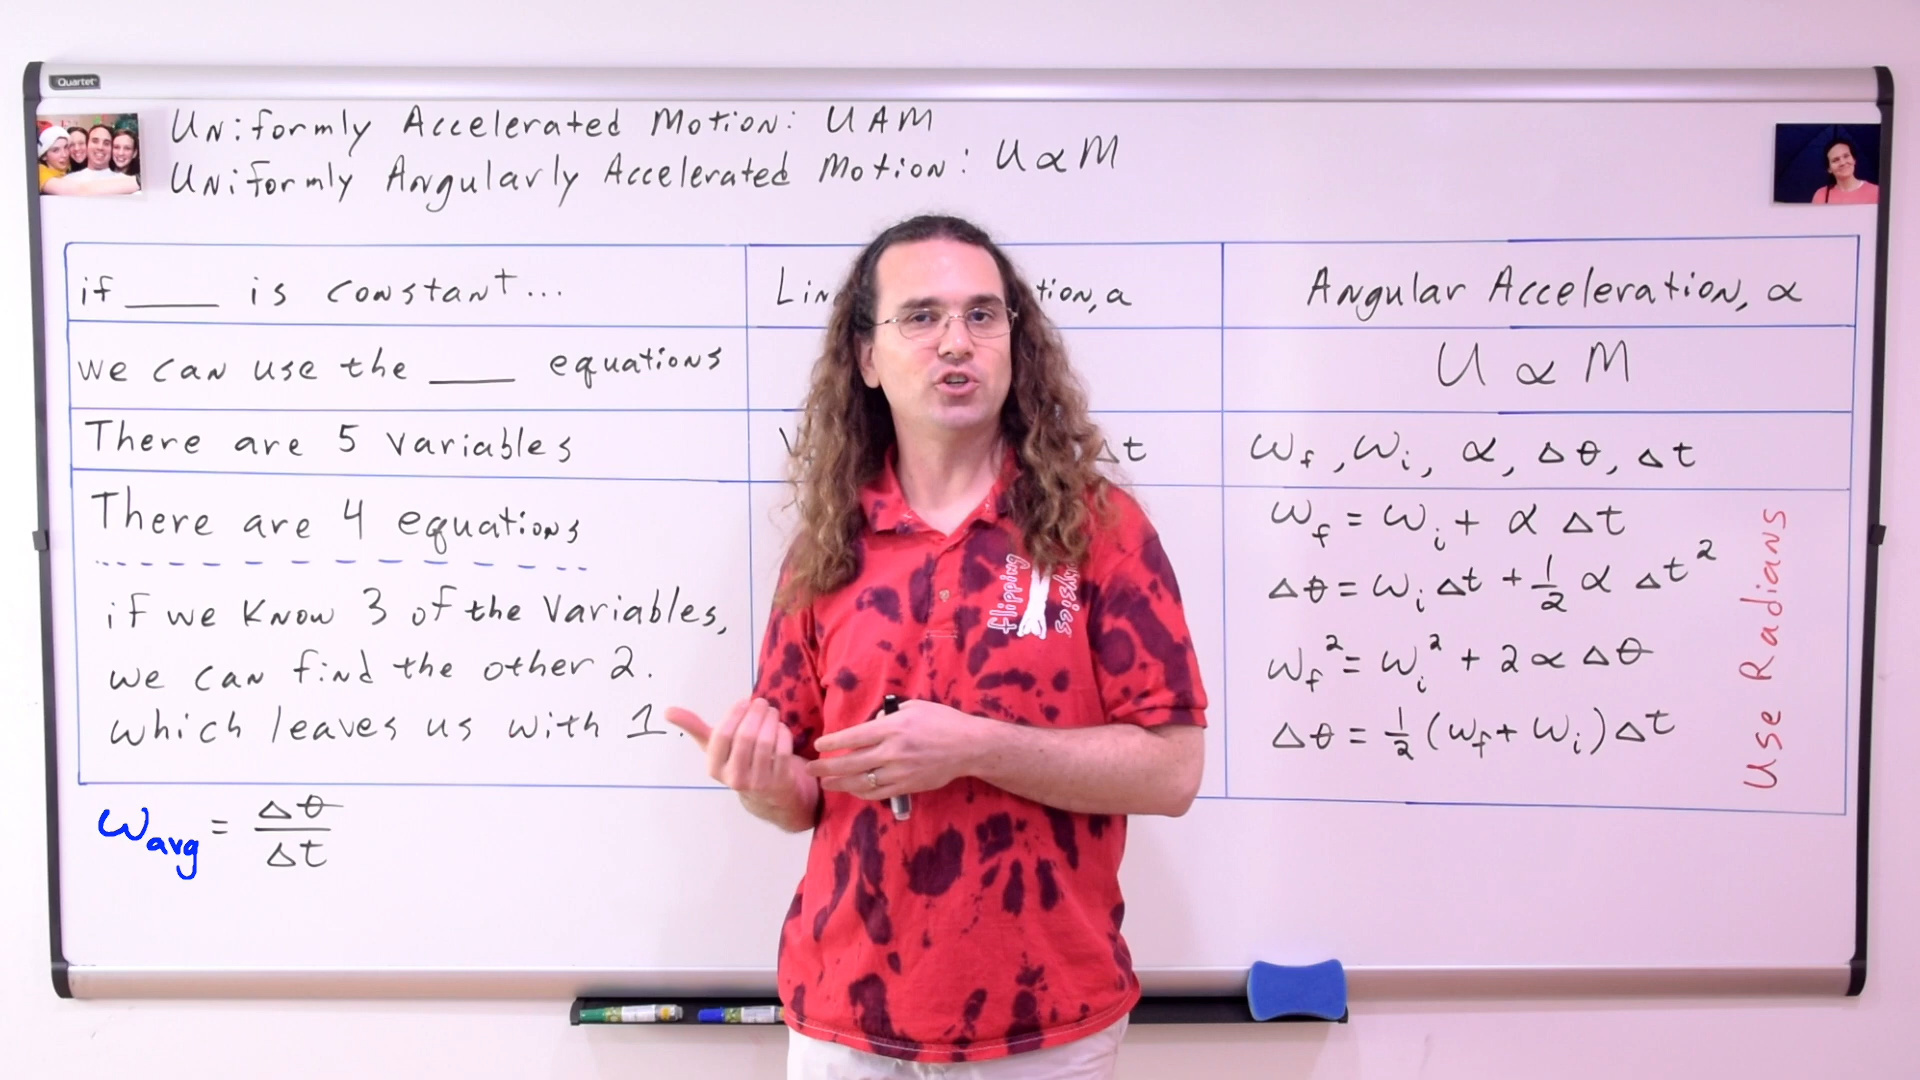 Quartet
Uniformly Accelerated Motion: UAM
Uniformly Angularly Accelerated Motion: UαM
if ____ is constant...
tion, a
Angular Acceleration, α
we can use the ____ equations
UαM
There are 5 variables
Δt
ωf, ωi, α, Δθ, Δt
There are 4 equations
if we know 3 of the variables,
we can find the other 2.
which leaves us with 1.
ωf = ωi + α Δt
Δθ = ωi Δt + 1/2 α Δt²
ωf² = ωi² + 2αΔθ
Δθ = 1/2 (ωf + ωi) Δt
Use Radians
ωavg = Δθ/Δt
flipping
physics